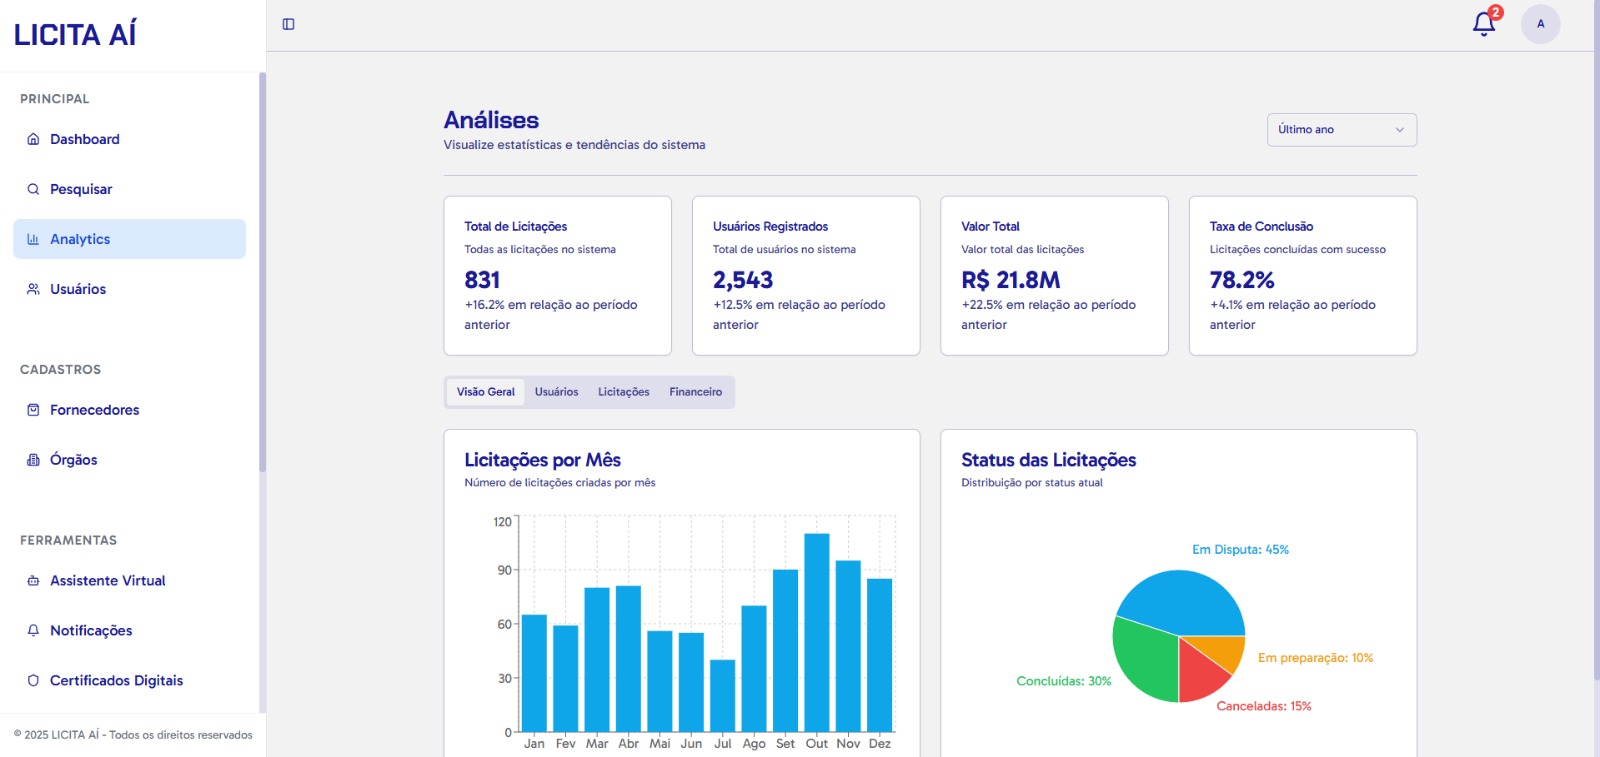 LICITA AÍ
PRINCIPAL
Dashboard
Pesquisar
Analytics
Usuários
CADASTROS
Fornecedores
Órgãos
FERRAMENTAS
Assistente Virtual
Notificações
Certificados Digitais
© 2025 LICITA AÍ - Todos os direitos reservados
2
A
Análises
Visualize estatísticas e tendências do sistema
Último ano
Total de Licitações
Todas as licitações no sistema
831
+16.2% em relação ao período
anterior
Usuários Registrados
Total de usuários no sistema
2,543
+12.5% em relação ao período
anterior
Valor Total
Valor total das licitações
R$ 21.8M
+22.5% em relação ao período
anterior
Taxa de Conclusão
Licitações concluídas com sucesso
78.2%
+4.1% em relação ao período
anterior
Visão Geral Usuários Licitações Financeiro
Licitações por Mês
Número de licitações criadas por mês
120
90
60
30
0
Jan Fev Mar Abr Mai Jun Jul Ago Set Out Nov Dez
Status das Licitações
Distribuição por status atual
Em Disputa: 45%
Em preparação: 10%
Concluídas: 30%
Canceladas: 15%